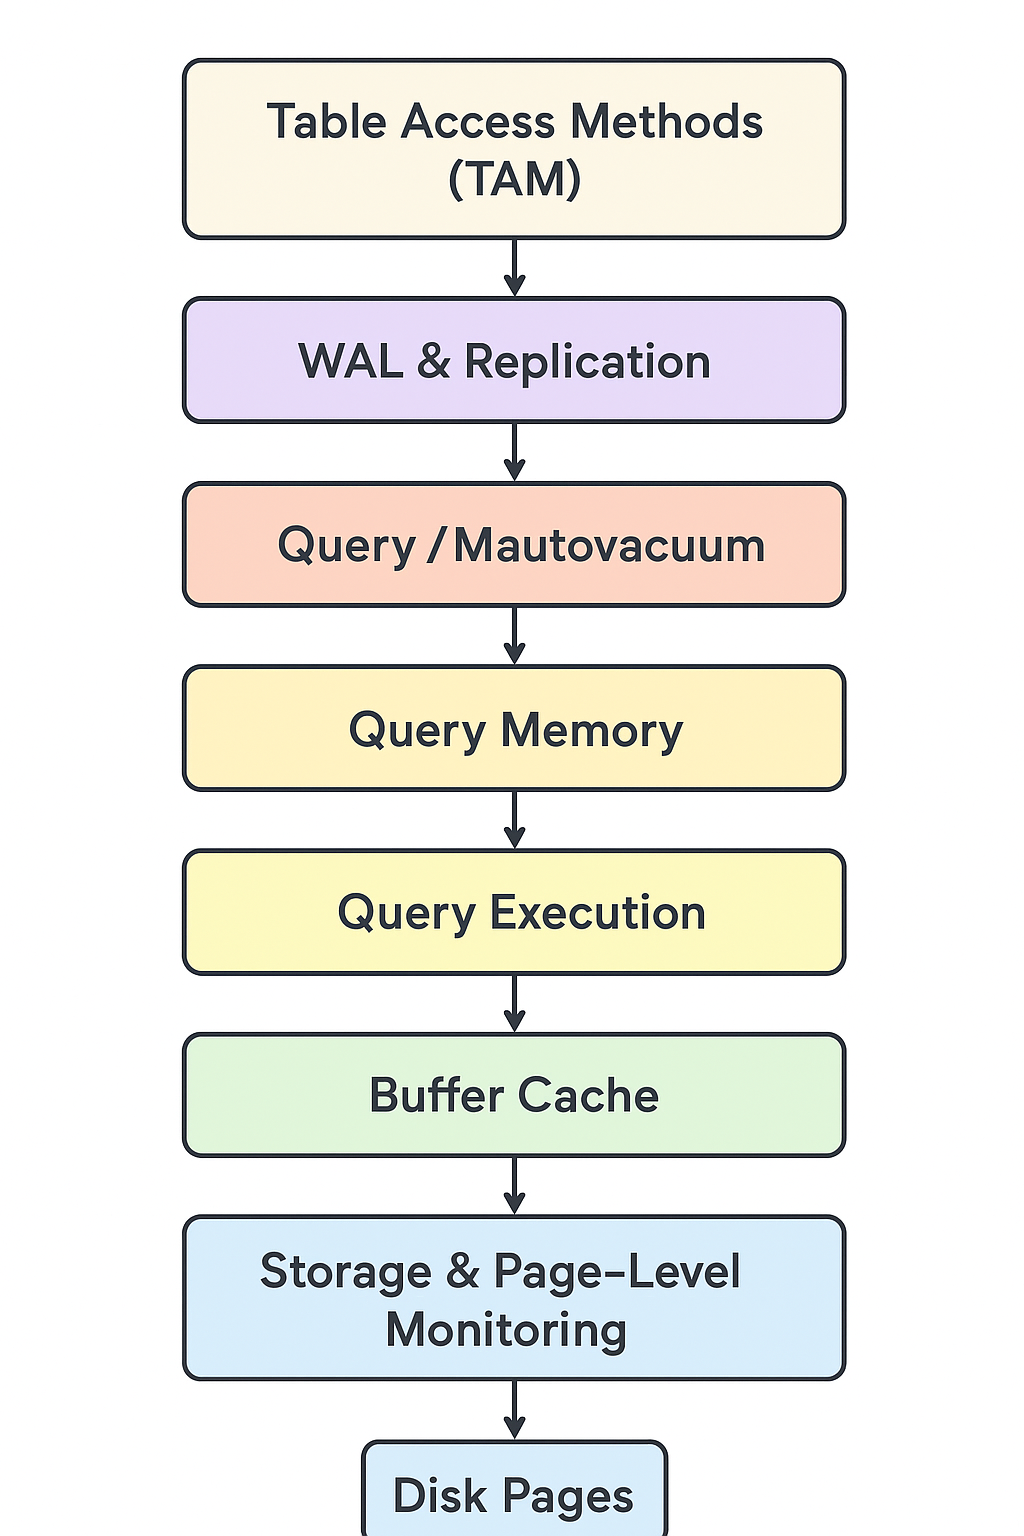 Table Access Methods
(TAM)
WAL & Replication
Query / Mautovacuum
Query Memory
Query Execution
Buffer Cache
Storage & Page-Level
Monitoring
Disk Pages